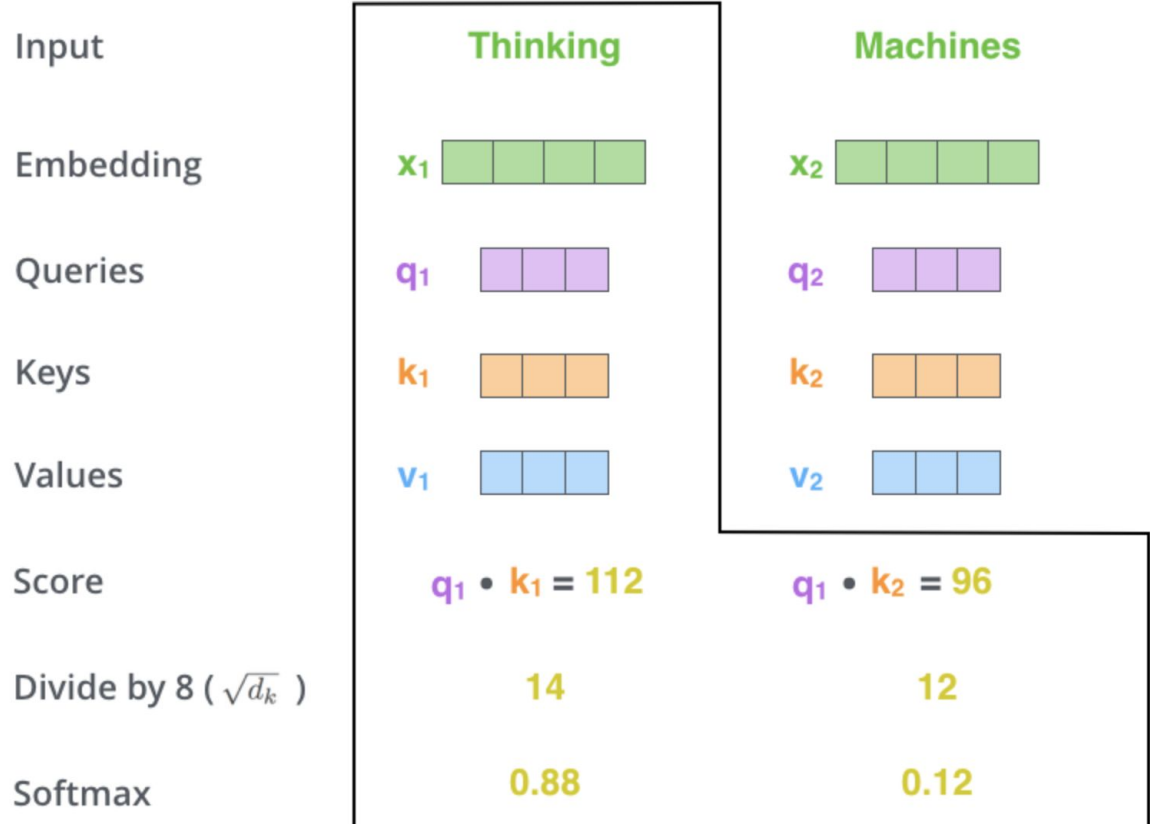 Input Thinking Machines
Embedding x₁ x₂
Queries q₁ q₂
Keys k₁ k₂
Values v₁ v₂
Score q₁ • k₁ = 112 q₁ • k₂ = 96
Divide by 8 ( √dₖ ) 14 12
Softmax 0.88 0.12